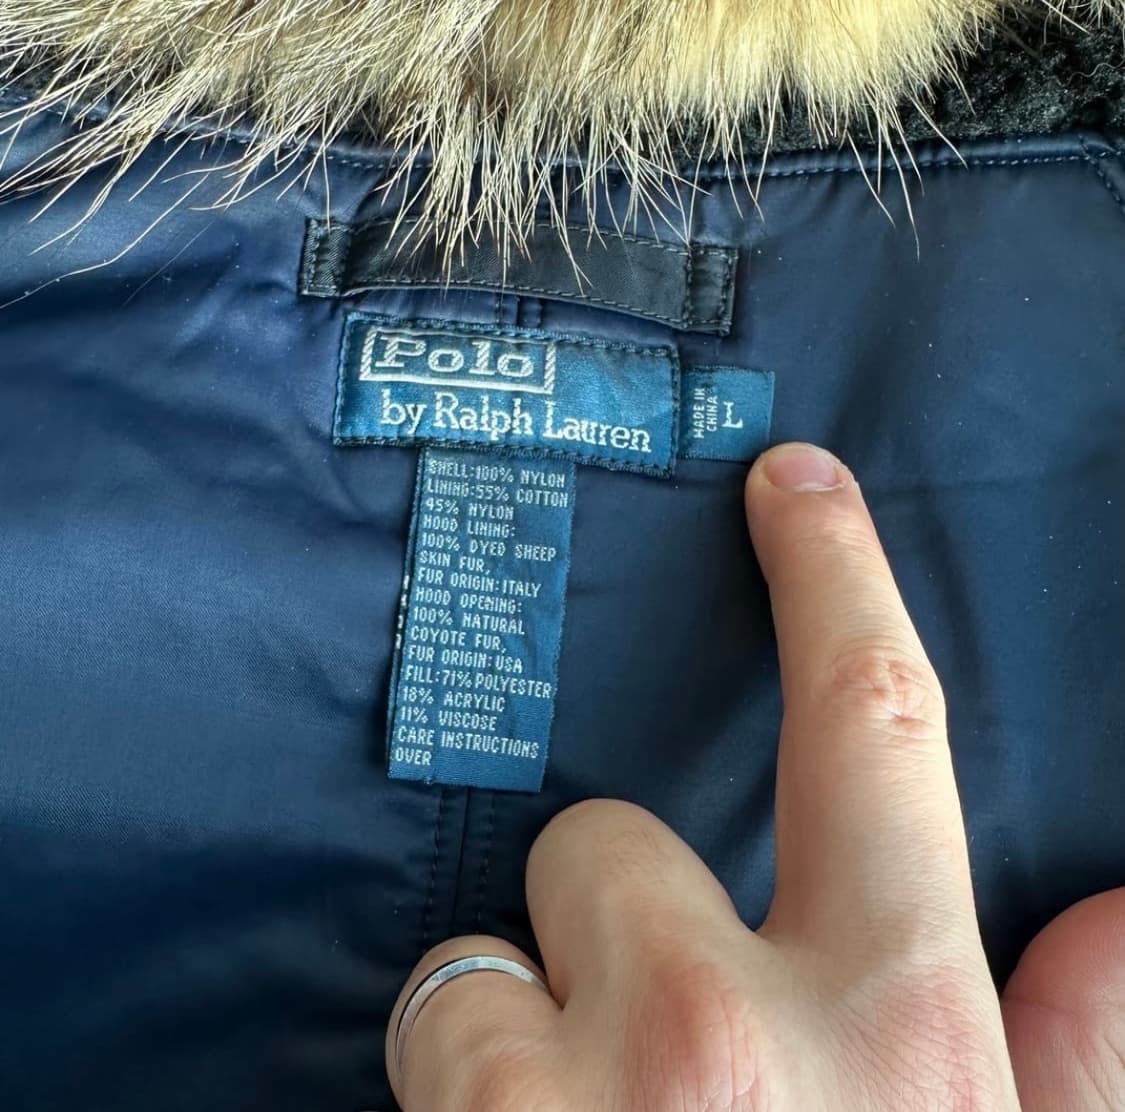 Polo
by Ralph Lauren
MADE IN
CHINA
L
SHELL:100% NYLON
LINING:55% COTTON
45% NYLON
HOOD LINING:
100% DYED SHEEP
SKIN FUR,
FUR ORIGIN:ITALY
HOOD OPENING:
100% NATURAL
COYOTE FUR,
FUR ORIGIN:USA
FILL:71% POLYESTER
18% ACRYLIC
11% VISCOSE
CARE INSTRUCTIONS
OVER